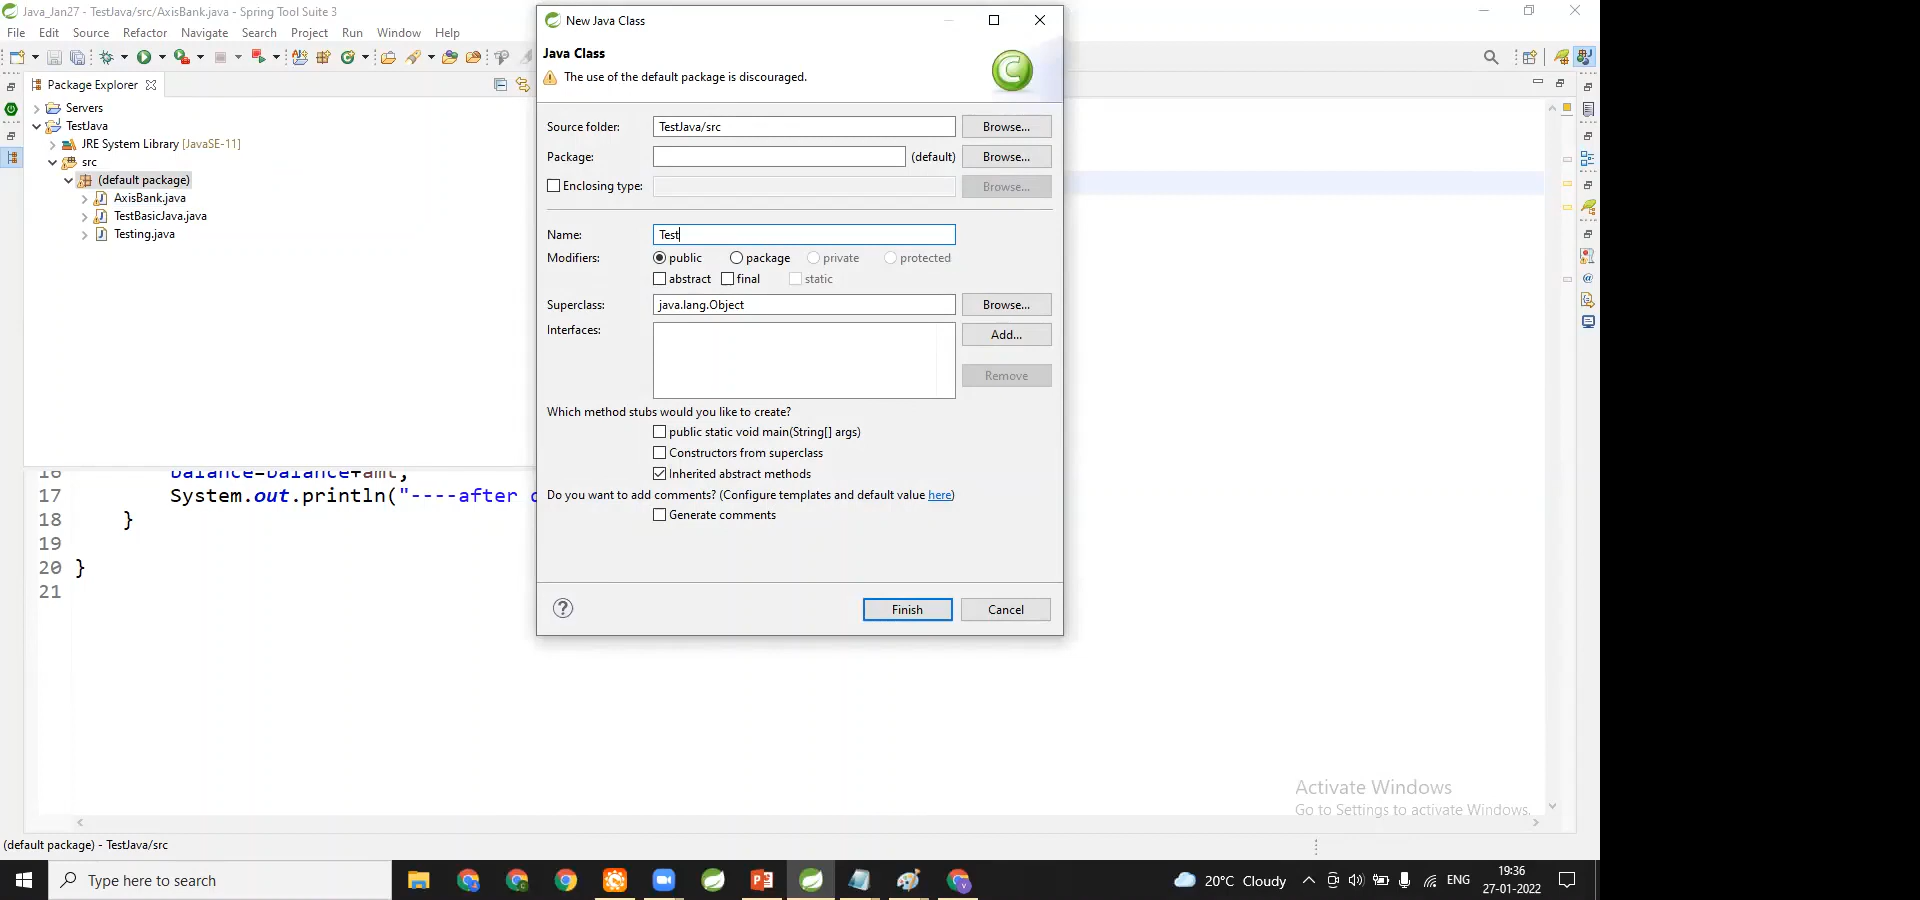 Java_Jan27 - TestJava/src/AxisBank.java - Spring Tool Suite 3
File Edit Source Refactor Navigate Search Project Run Window Help
Package Explorer
Servers
TestJava
JRE System Library [JavaSE-11]
src
(default package)
AxisBank.java
TestBasicJava.java
Testing.java
New Java Class
Java Class
The use of the default package is discouraged.
Source folder: TestJava/src Browse...
Package: (default) Browse...
Enclosing type: Browse...
Name: Test
Modifiers: public package private protected
abstract final static
Superclass: java.lang.Object Browse...
Interfaces: Add...
Remove
Which method stubs would you like to create?
public static void main(String[] args)
Constructors from superclass
Inherited abstract methods
Do you want to add comments? (Configure templates and default value here)
Generate comments
Finish Cancel
16 balance=balance+amt;
17 System.out.println("----after
18 }
19
20 }
21
Activate Windows
Go to Settings to activate Windows.
(default package) - TestJava/src
Type here to search
20°C Cloudy ENG 19:36
27-01-2022